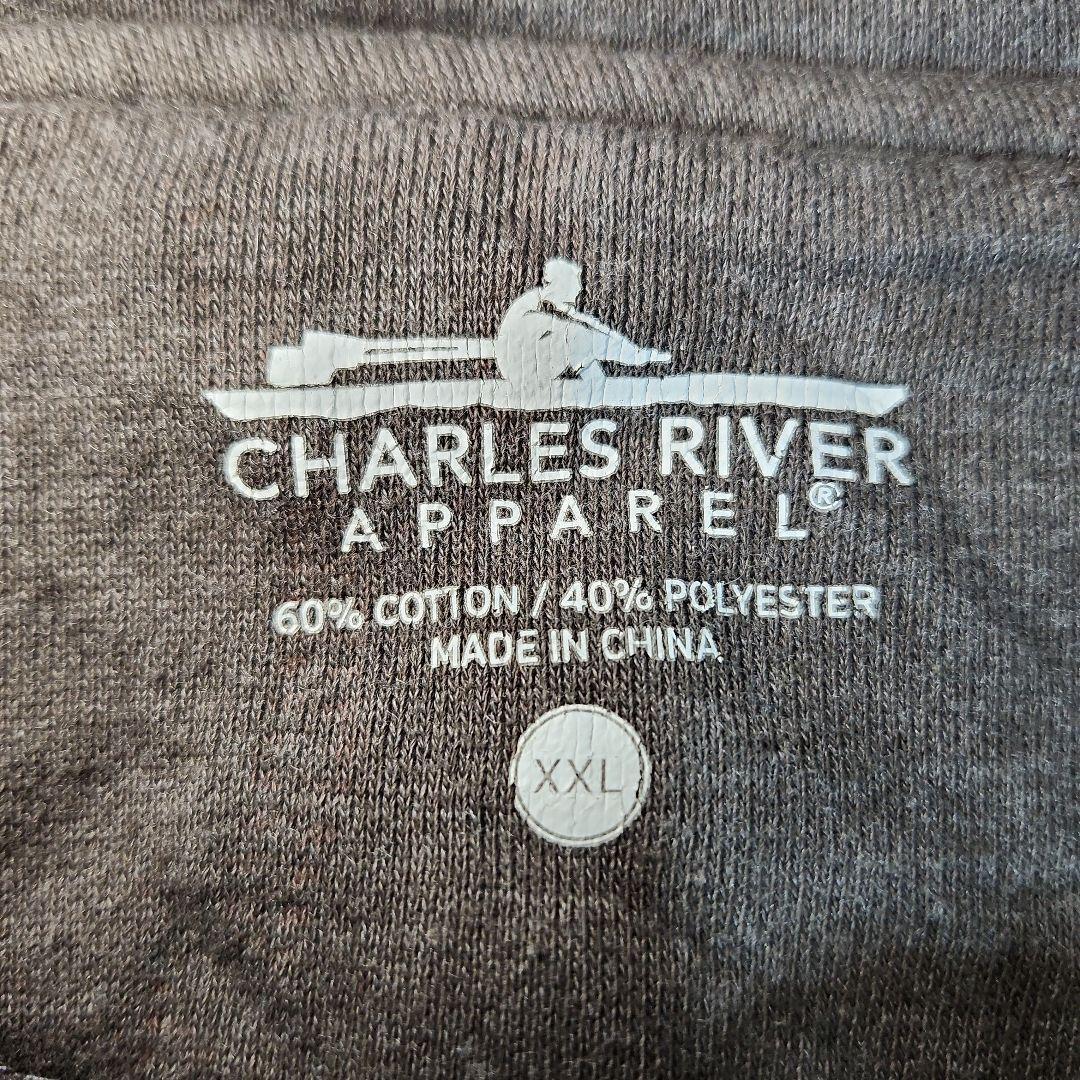 CHARLES RIVER
APPAREL®
60% COTTON / 40% POLYESTER
MADE IN CHINA
XXL